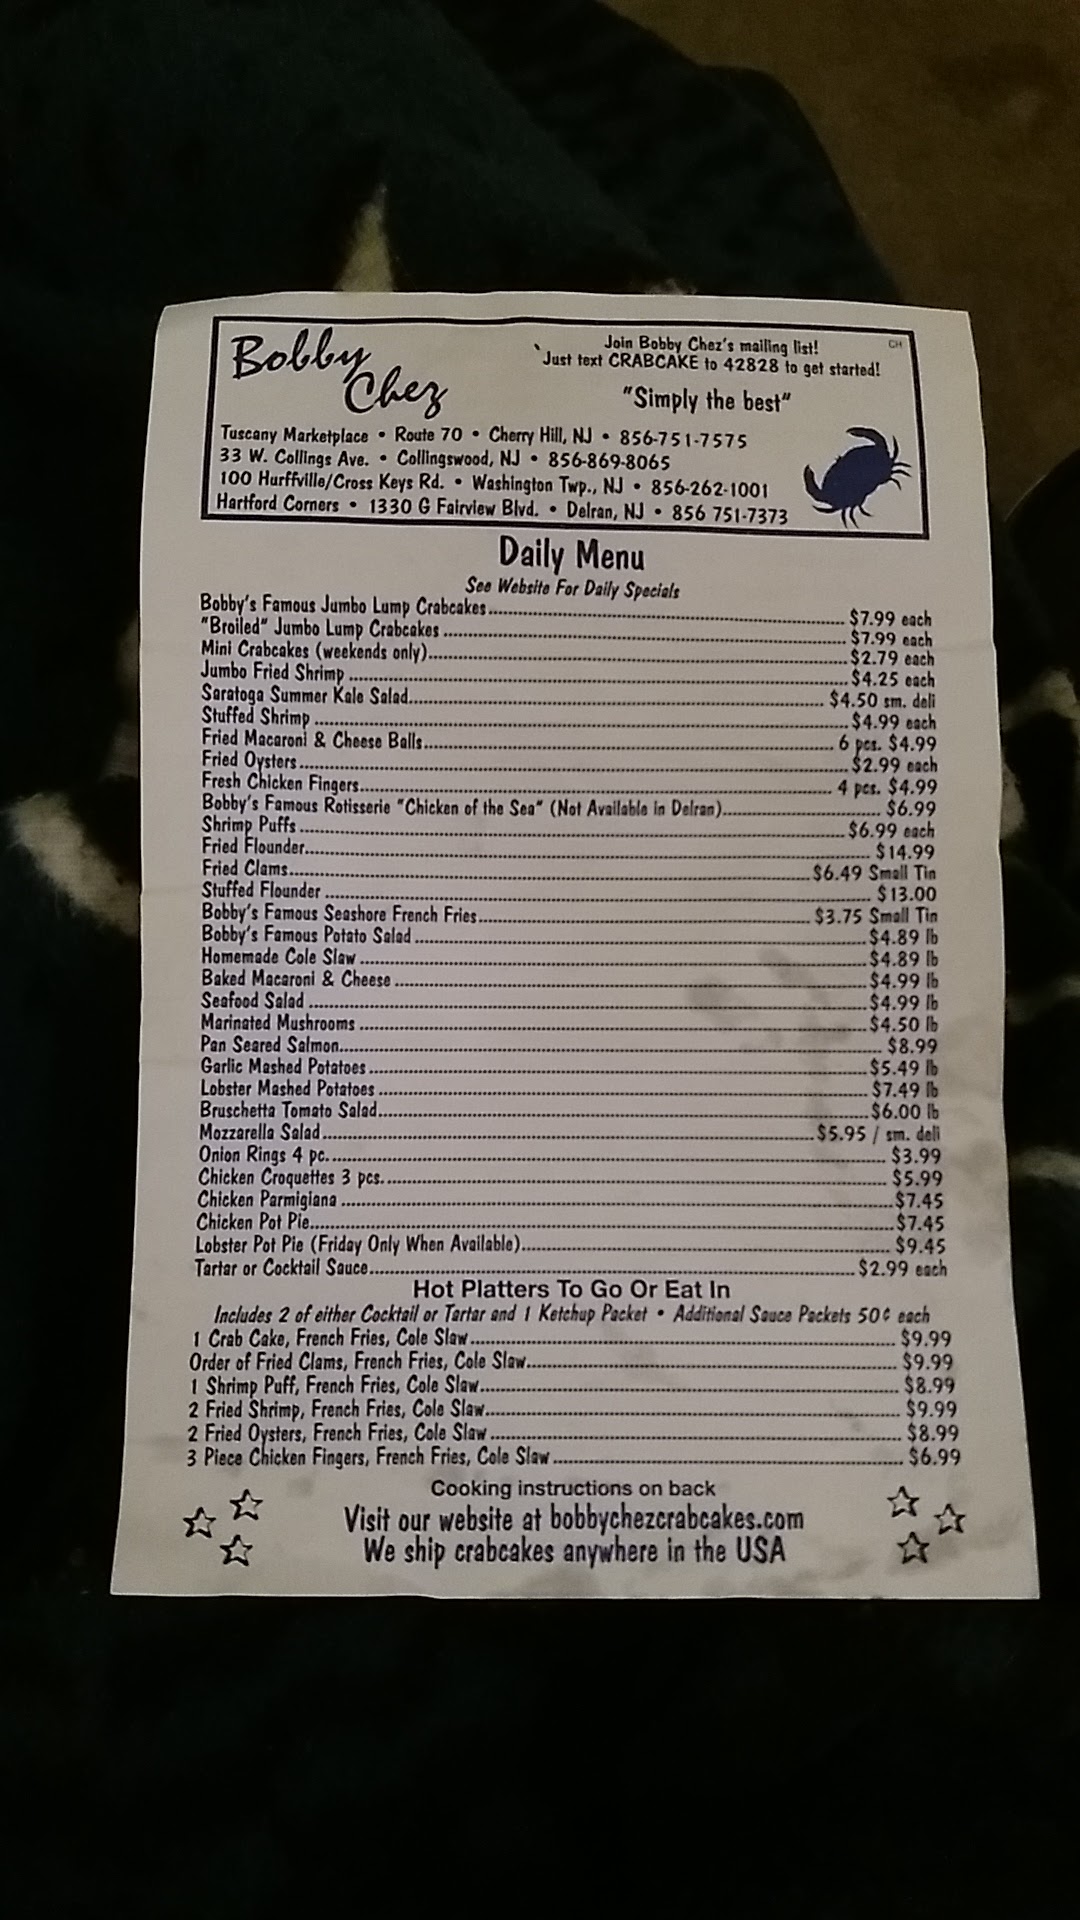 Bobby Chez
Join Bobby Chez's mailing list!
Just text CRABCAKE to 42828 to get started!
CH
"Simply the best"
Tuscany Marketplace • Route 70 • Cherry Hill, NJ • 856-751-7575
33 W. Collings Ave. • Collingswood, NJ • 856-869-8065
100 Hurffville/Cross Keys Rd. • Washington Twp., NJ • 856-262-1001
Hartford Corners • 1330 G Fairview Blvd. • Delran, NJ • 856 751-7373
Daily Menu
See Website For Daily Specials
Bobby's Famous Jumbo Lump Crabcakes $7.99 each
"Broiled" Jumbo Lump Crabcakes $7.99 each
Mini Crabcakes (weekends only) $2.79 each
Jumbo Fried Shrimp $4.25 each
Saratoga Summer Kale Salad $4.50 sm. deli
Stuffed Shrimp $4.99 each
Fried Macaroni & Cheese Balls 6 pcs. $4.99
Fried Oysters $2.99 each
Fresh Chicken Fingers 4 pcs. $4.99
Bobby's Famous Rotisserie "Chicken of the Sea" (Not Available in Delran) $6.99
Shrimp Puffs $6.99 each
Fried Flounder $14.99
Fried Clams $6.49 Small Tin
Stuffed Flounder $13.00
Bobby's Famous Seashore French Fries $3.75 Small Tin
Bobby's Famous Potato Salad $4.89 lb
Homemade Cole Slaw $4.89 lb
Baked Macaroni & Cheese $4.99 lb
Seafood Salad $4.99 lb
Marinated Mushrooms $4.50 lb
Pan Seared Salmon $8.99
Garlic Mashed Potatoes $5.49 lb
Lobster Mashed Potatoes $7.49 lb
Bruschetta Tomato Salad $6.00 lb
Mozzarella Salad $5.95 / sm. deli
Onion Rings 4 pc. $3.99
Chicken Croquettes 3 pcs. $5.99
Chicken Parmigiana $7.45
Chicken Pot Pie $7.45
Lobster Pot Pie (Friday Only When Available) $9.45
Tartar or Cocktail Sauce $2.99 each
Hot Platters To Go Or Eat In
Includes 2 of either Cocktail or Tartar and 1 Ketchup Packet • Additional Sauce Packets 50¢ each
1 Crab Cake, French Fries, Cole Slaw $9.99
Order of Fried Clams, French Fries, Cole Slaw $9.99
1 Shrimp Puff, French Fries, Cole Slaw $8.99
2 Fried Shrimp, French Fries, Cole Slaw $9.99
2 Fried Oysters, French Fries, Cole Slaw $8.99
3 Piece Chicken Fingers, French Fries, Cole Slaw $6.99
Cooking instructions on back
Visit our website at bobbychezcrabcakes.com
We ship crabcakes anywhere in the USA